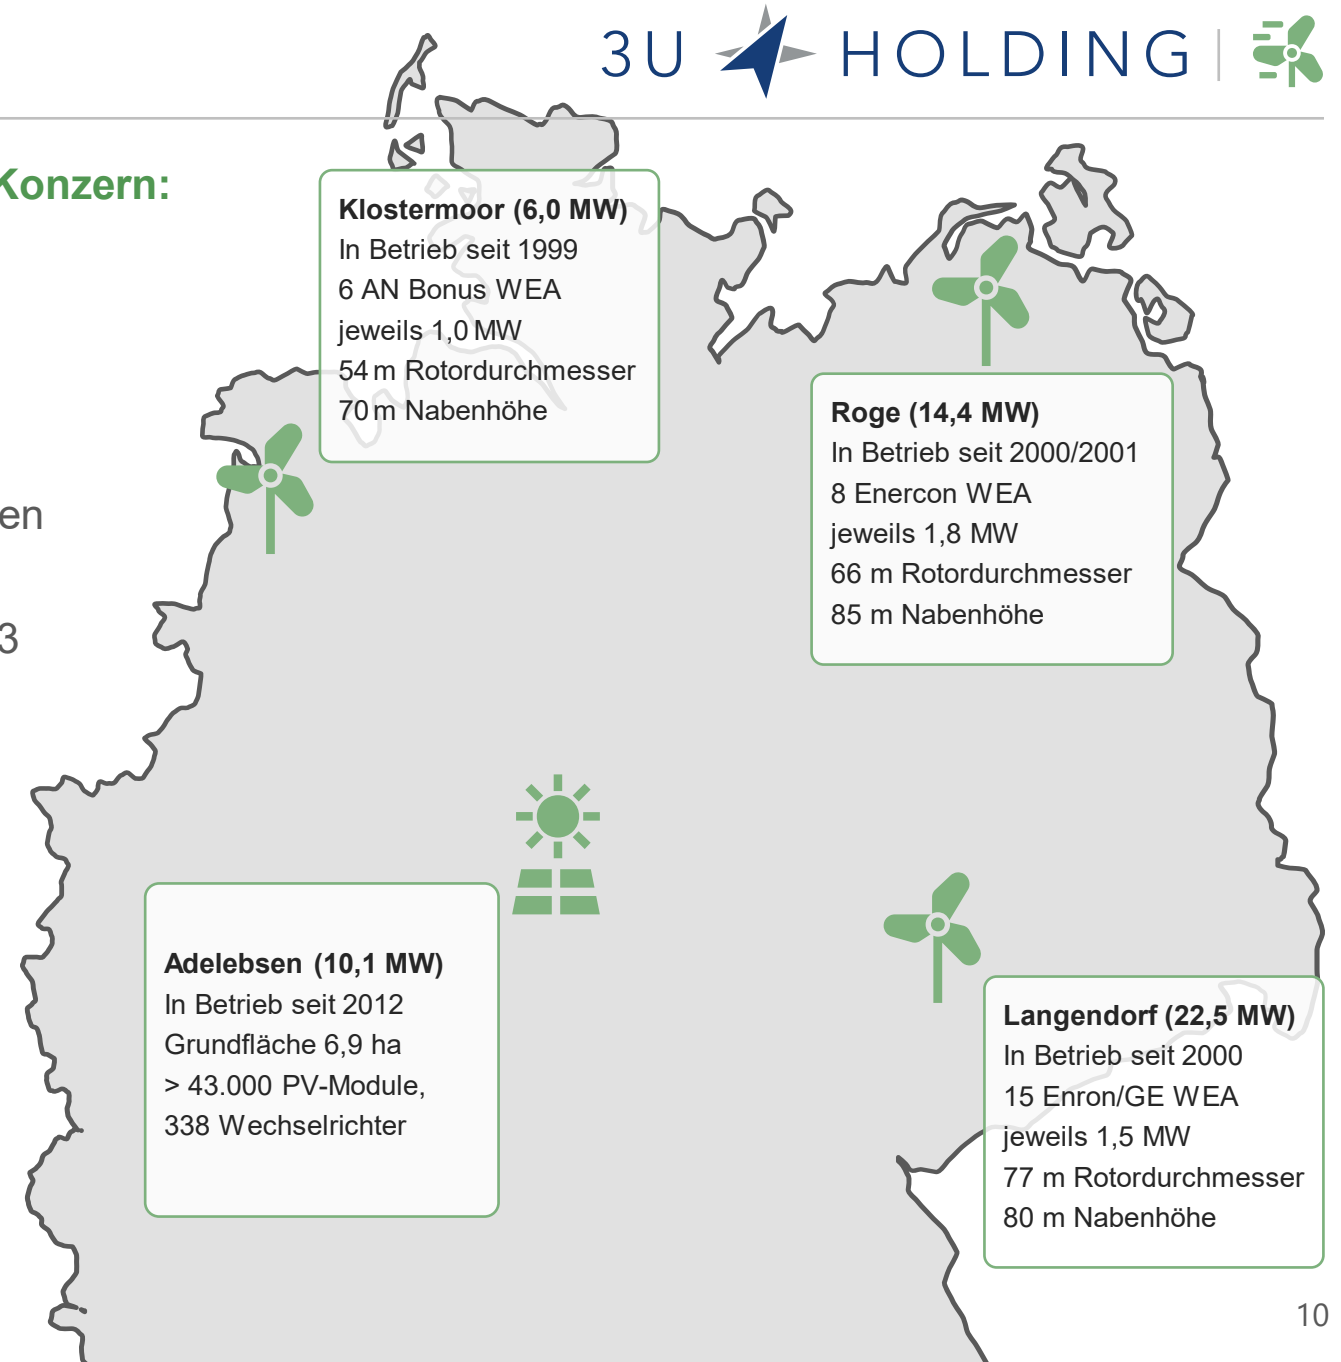 3U HOLDING
Konzern:
en
3
Klostermoor (6,0 MW)
In Betrieb seit 1999
6 AN Bonus WEA
jeweils 1,0 MW
54 m Rotordurchmesser
70 m Nabenhöhe
Roge (14,4 MW)
In Betrieb seit 2000/2001
8 Enercon WEA
jeweils 1,8 MW
66 m Rotordurchmesser
85 m Nabenhöhe
Adelebsen (10,1 MW)
In Betrieb seit 2012
Grundfläche 6,9 ha
> 43.000 PV-Module,
338 Wechselrichter
Langendorf (22,5 MW)
In Betrieb seit 2000
15 Enron/GE WEA
jeweils 1,5 MW
77 m Rotordurchmesser
80 m Nabenhöhe
10